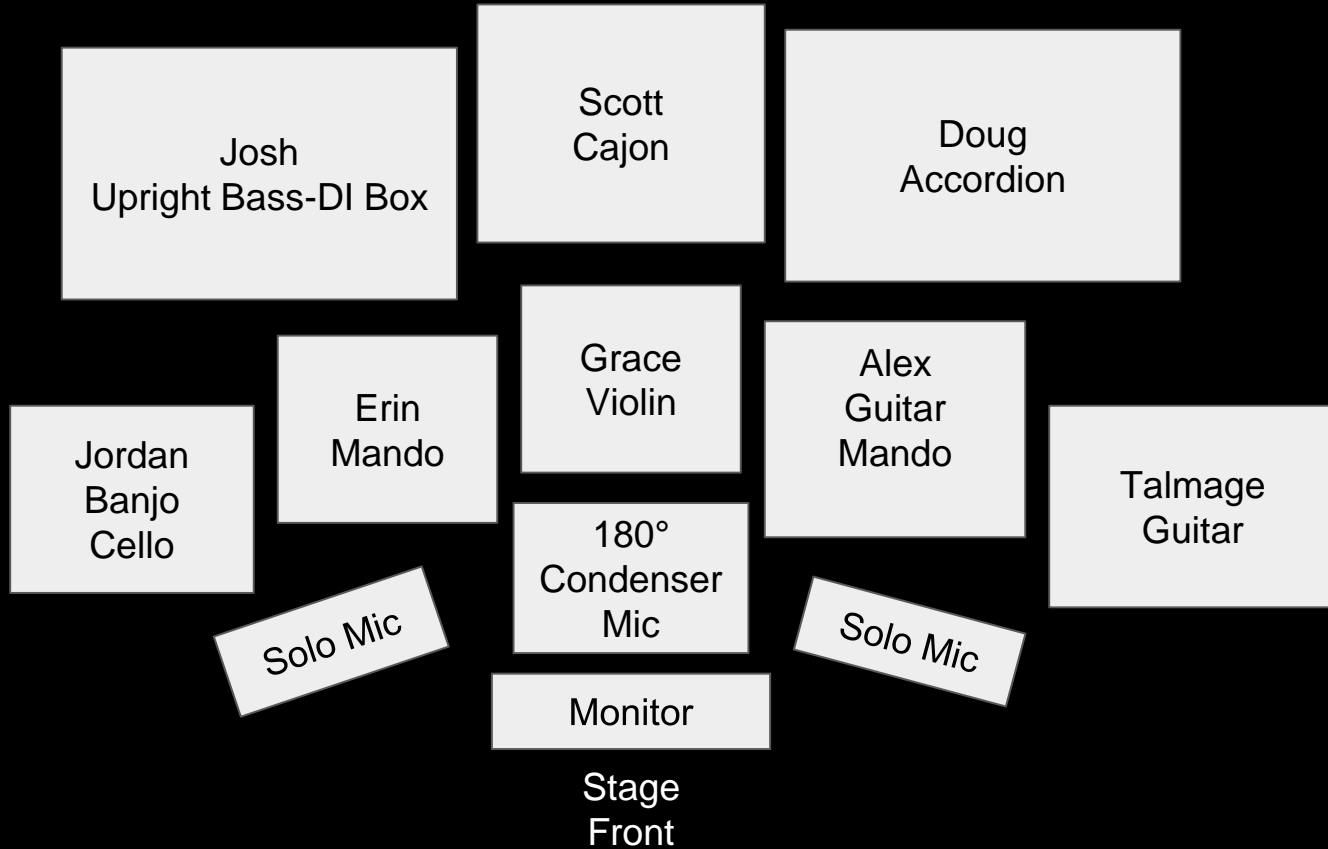 Scott
Cajon
Josh
Upright Bass-DI Box
Doug
Accordion
Grace
Violin
Alex
Guitar
Mando
Erin
Mando
Jordan
Banjo
Cello
Talmage
Guitar
180°
Condenser
Mic
Solo Mic
Solo Mic
Monitor
Stage
Front